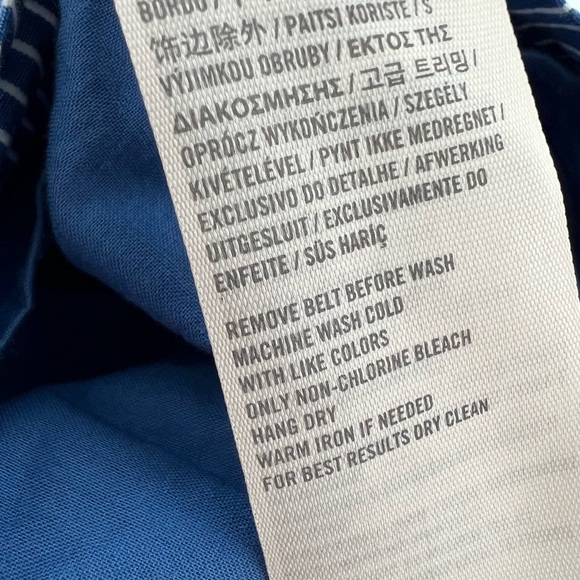 BORDO /
饰边除外 / PAITSI KORISTE / S
VÝJIMKOU OBRUBY / ΕΚΤΟΣ ΤΗΣ
ΔΙΑΚΟΣΜΗΣΗΣ / 고급 트리밍 /
OPRÓCZ WYKOŃCZENIA / SZEGÉLY
KIVÉTELÉVEL / PYNT IKKE MEDREGNET /
EXCLUSIVO DO DETALHE / AFWERKING
UITGESLUIT / EXCLUSIVAMENTE DO
ENFEITE / SÜS HARİÇ
REMOVE BELT BEFORE WASH
MACHINE WASH COLD
WITH LIKE COLORS
ONLY NON-CHLORINE BLEACH
HANG DRY
WARM IRON IF NEEDED
FOR BEST RESULTS DRY CLEAN